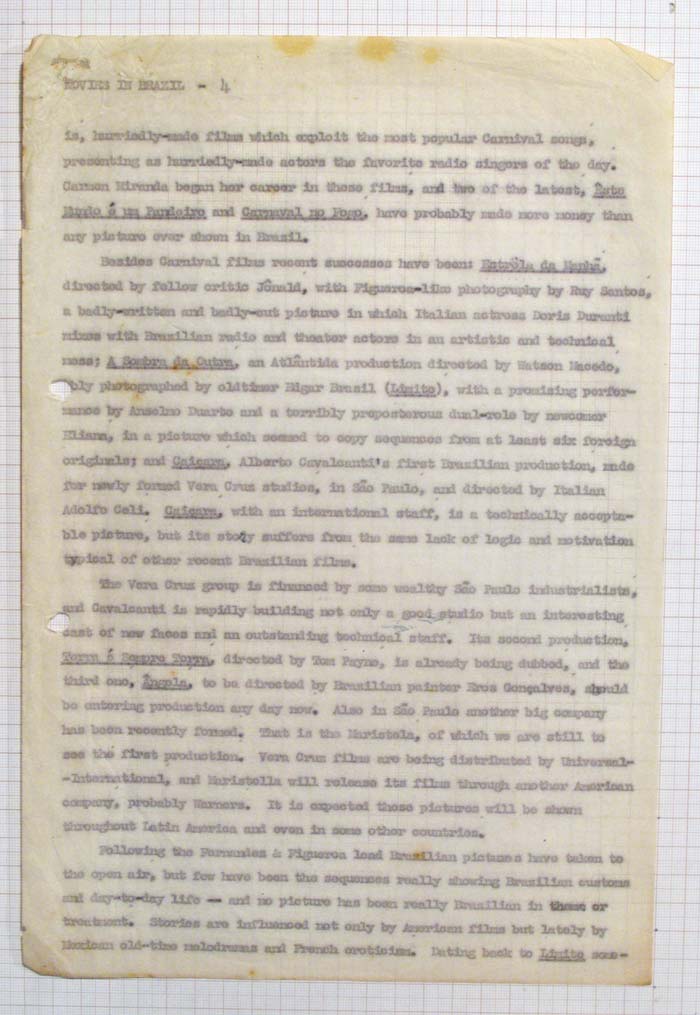 MOVIES IN BRAZIL - 4
is, hurriedly-made films which exploit the most popular Carnival songs,
presenting as hurriedly-made actors the favorite radio singers of the day.
Carmen Miranda began her career in these films, and two of the latest, Êste
Mundo é um Pandeiro and Carnaval no Fogo, have probably made more money than
any picture ever shown in Brazil.
Besides Carnival films recent successes have been: Estrêla da Manhã,
directed by fellow critic Jônald, with Figueroa-like photography by Ruy Santos,
a badly-written and badly-cut picture in which Italian actress Doris Duranti
mixes with Brazilian radio and theater actors in an artistic and technical
mess; A Sombra da Outra, an Atlântida production directed by Watson Macedo,
ably photographed by oldtimer Edgar Brasil (Limite), with a promising perfor-
mance by Anselmo Duarte and a terribly preposterous dual-role by newcomer
Eliana, in a picture which seemed to copy sequences from at least six foreign
originals; and Caiçara, Alberto Cavalcanti's first Brazilian production, made
for newly formed Vera Cruz studios, in São Paulo, and directed by Italian
Adolfo Celi. Caiçara, with an international staff, is a technically accepta-
ble picture, but its story suffers from the same lack of logic and motivation
typical of other recent Brazilian films.
The Vera Cruz group is financed by some wealthy São Paulo industrialists,
and Cavalcanti is rapidly building not only a good studio but an interesting
cast of new faces and an outstanding technical staff. Its second production,
Terra é Sempre Terra, directed by Tom Payne, is already being dubbed, and the
third one, Ângela, to be directed by Brazilian painter Eros Gonçalves, should
be entering production any day now. Also in São Paulo another big company
has been recently formed. That is the Maristela, of which we are still to
see the first production. Vera Cruz films are being distributed by Universal-
-International, and Maristella will release its films through another American
company, probably Warners. It is expected these pictures will be shown
throughout Latin America and even in some other countries.
Following the Fernandes & Figueroa lead Brazilian pictures have taken to
the open air, but few have been the sequences really showing Brazilian customs
and day-to-day life — and no picture has been really Brazilian in theme or
treatment. Stories are influenced not only by American films but lately by
Mexican old-time melodramas and French eroticism. Dating back to Limite some-